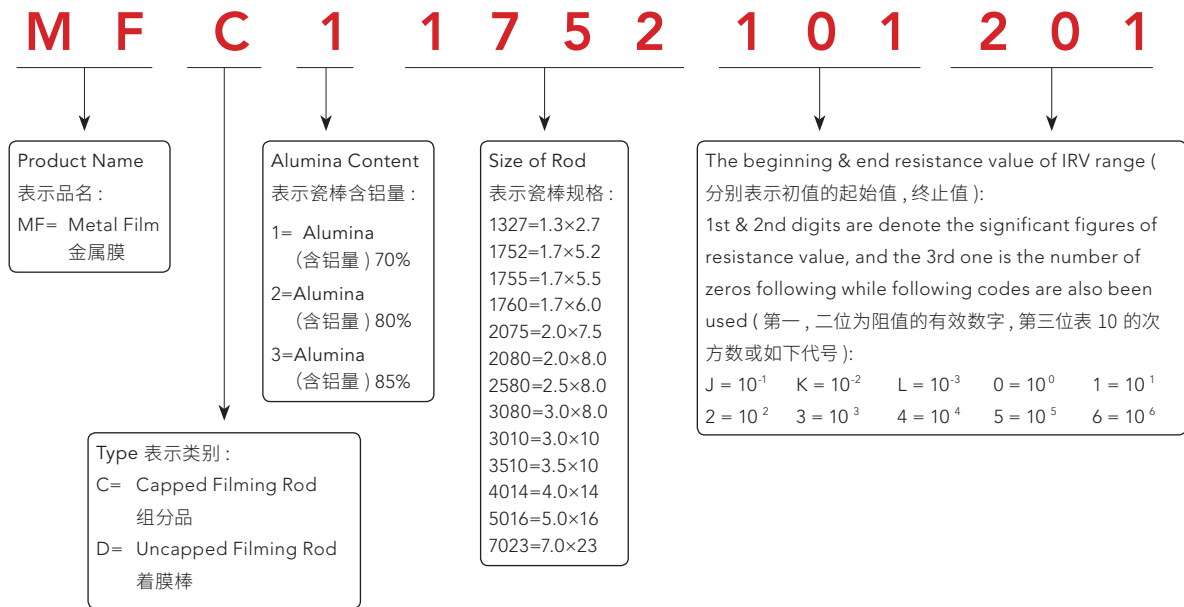 M F C 1 1 7 5 2 1 0 1 2 0 1
Product Name
表示品名 :
MF= Metal Film
金属膜
Alumina Content
表示瓷棒含铝量 :
1= Alumina
(含铝量 ) 70%
2=Alumina
(含铝量 ) 80%
3=Alumina
(含铝量 ) 85%
Size of Rod
表示瓷棒规格 :
1327=1.3×2.7
1752=1.7×5.2
1755=1.7×5.5
1760=1.7×6.0
2075=2.0×7.5
2080=2.0×8.0
2580=2.5×8.0
3080=3.0×8.0
3010=3.0×10
3510=3.5×10
4014=4.0×14
5016=5.0×16
7023=7.0×23
The beginning & end resistance value of IRV range (
分别表示初值的起始值 , 终止值 ):
1st & 2nd digits are denote the significant figures of
resistance value, and the 3rd one is the number of
zeros following while following codes are also been
used ( 第一 , 二位为阻值的有效数字 , 第三位表 10 的次
方数或如下代号 ):
J = 10⁻¹ K = 10⁻² L = 10⁻³ 0 = 10⁰ 1 = 10¹
2 = 10² 3 = 10³ 4 = 10⁴ 5 = 10⁵ 6 = 10⁶
Type 表示类别 :
C= Capped Filming Rod
组分品
D= Uncapped Filming Rod
着膜棒